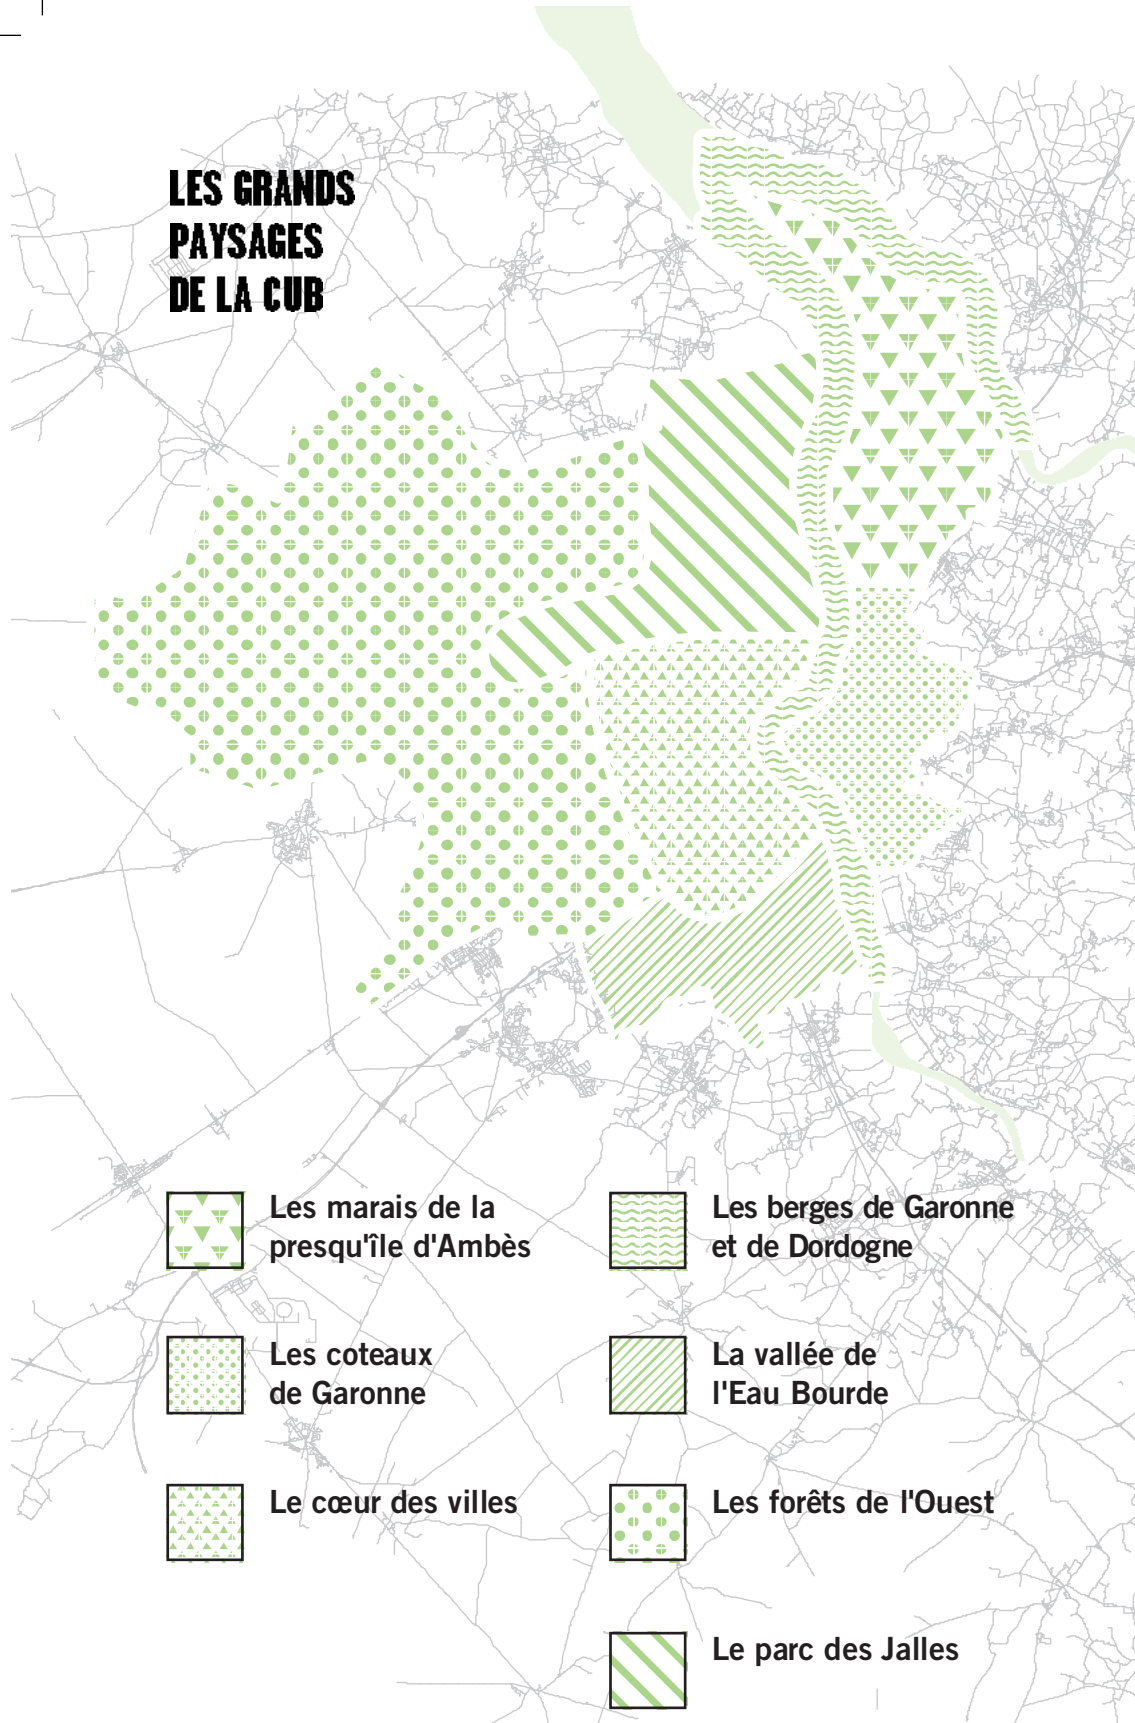 LES GRANDS
PAYSAGES
DE LA CUB
Les marais de la
presqu'île d'Ambès
Les berges de Garonne
et de Dordogne
Les coteaux
de Garonne
La vallée de
l'Eau Bourde
Le cœur des villes
Les forêts de l'Ouest
Le parc des Jalles